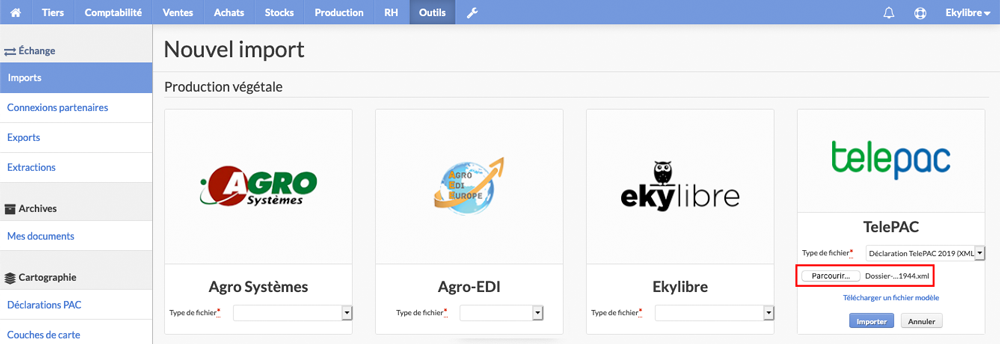 Tiers Comptabilité Ventes Achats Stocks Production RH Outils Ekylibre
Échange
Imports
Connexions partenaires
Exports
Extractions
Archives
Mes documents
Cartographie
Déclarations PAC
Couches de carte
Nouvel import
Production végétale
AGRO
Systèmes
Agro Systèmes
Type de fichier*
AGRO
EDI
EUROPE
Agro-EDI
Type de fichier*
ekylibre
Ekylibre
Type de fichier*
telepac
TelePAC
Type de fichier* Déclaration TelePAC 2019 (XML
Parcourir... Dossier-...1944.xml
Télécharger un fichier modèle
Importer Annuler